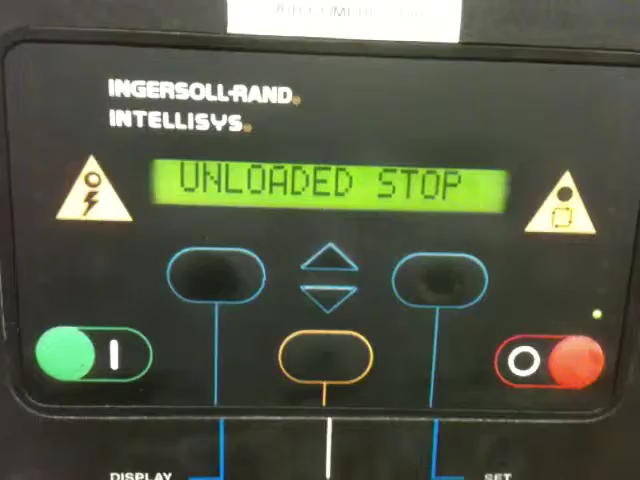 INGERSOLL-RAND
INTELLISYS
UNLOADED STOP
DISPLAY
SET